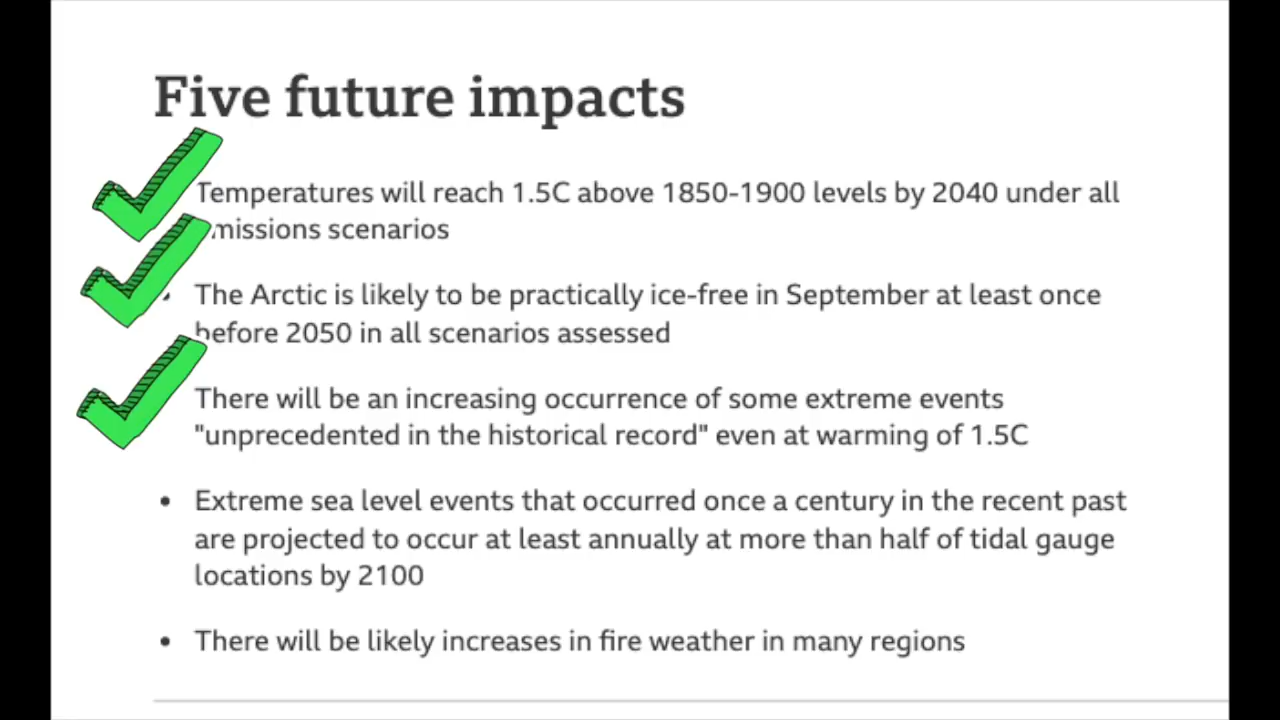 Five future impacts
Temperatures will reach 1.5C above 1850-1900 levels by 2040 under all
missions scenarios
The Arctic is likely to be practically ice-free in September at least once
before 2050 in all scenarios assessed
There will be an increasing occurrence of some extreme events
"unprecedented in the historical record" even at warming of 1.5C
• Extreme sea level events that occurred once a century in the recent past
are projected to occur at least annually at more than half of tidal gauge
locations by 2100
• There will be likely increases in fire weather in many regions